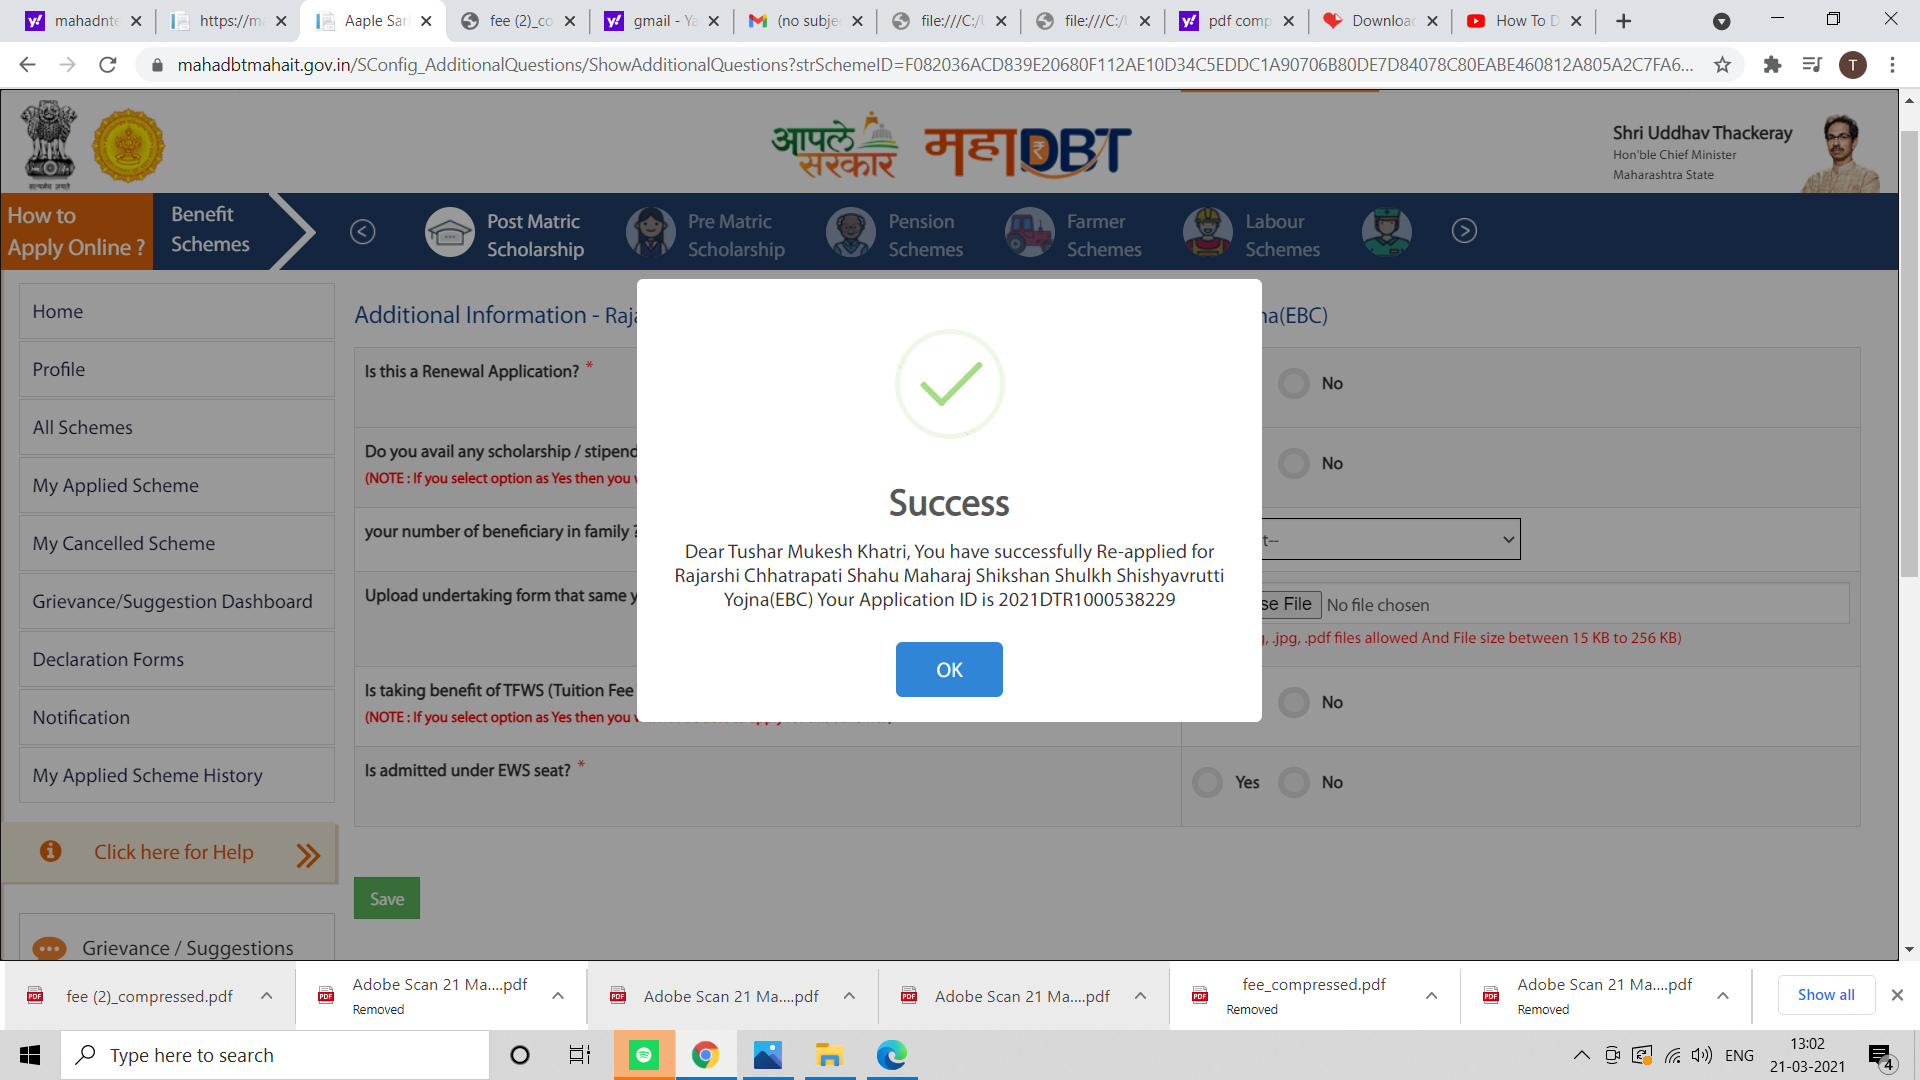 mahadnte
https://ma
Aaple Sark
fee (2)_co
gmail - Ya
(no subje
file:///C:/U
file:///C:/U
pdf comp
Download
How To D
mahadbtmahait.gov.in/SConfig_AdditionalQuestions/ShowAdditionalQuestions?strSchemeID=F082036ACD839E20680F112AE10D34C5EDDC1A90706B80DE7D84078C80EABE460812A805A2C7FA6...
T
सत्यमेव जयते
आपले
सरकार
महाDBT
Shri Uddhav Thackeray
Hon'ble Chief Minister
Maharashtra State
How to
Apply Online ?
Benefit
Schemes
Post Matric
Scholarship
Pre Matric
Scholarship
Pension
Schemes
Farmer
Schemes
Labour
Schemes
Home
Profile
All Schemes
My Applied Scheme
My Cancelled Scheme
Grievance/Suggestion Dashboard
Declaration Forms
Notification
My Applied Scheme History
Click here for Help
Grievance / Suggestions
Additional Information - Raja
na(EBC)
Is this a Renewal Application? *
No
Do you avail any scholarship / stipend
(NOTE : If you select option as Yes then you w
No
your number of beneficiary in family ?
t--
Upload undertaking form that same y
se File No file chosen
, .jpg, .pdf files allowed And File size between 15 KB to 256 KB)
Is taking benefit of TFWS (Tuition Fee
(NOTE : If you select option as Yes then you w
No
Is admitted under EWS seat? *
Yes No
Save
Success
Dear Tushar Mukesh Khatri, You have successfully Re-applied for
Rajarshi Chhatrapati Shahu Maharaj Shikshan Shulkh Shishyavrutti
Yojna(EBC) Your Application ID is 2021DTR1000538229
OK
fee (2)_compressed.pdf
Adobe Scan 21 Ma....pdf
Removed
Adobe Scan 21 Ma....pdf
Adobe Scan 21 Ma....pdf
fee_compressed.pdf
Removed
Adobe Scan 21 Ma....pdf
Removed
Show all
Type here to search
ENG
13:02
21-03-2021
4